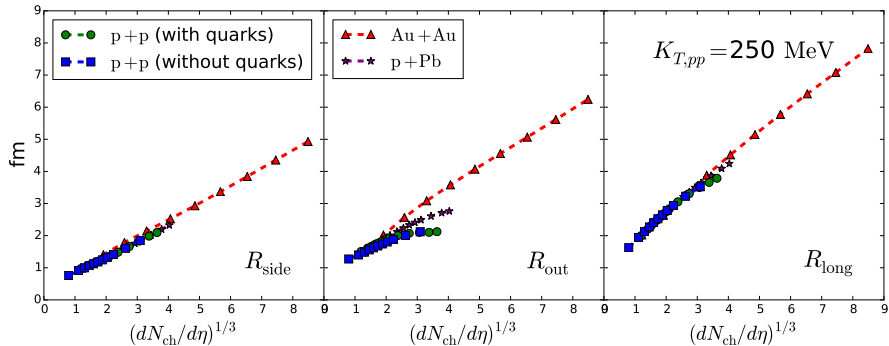 9
8
7
6
5
4
3
2
1
0
fm
p+p (with quarks)
p+p (without quarks)
R_side
0 1 2 3 4 5 6 7 8 9
(dN_ch/dη)^{1/3}
Au+Au
p+Pb
R_out
0 1 2 3 4 5 6 7 8 9
(dN_ch/dη)^{1/3}
K_{T,pp} =250 MeV
R_long
0 1 2 3 4 5 6 7 8 9
(dN_ch/dη)^{1/3}